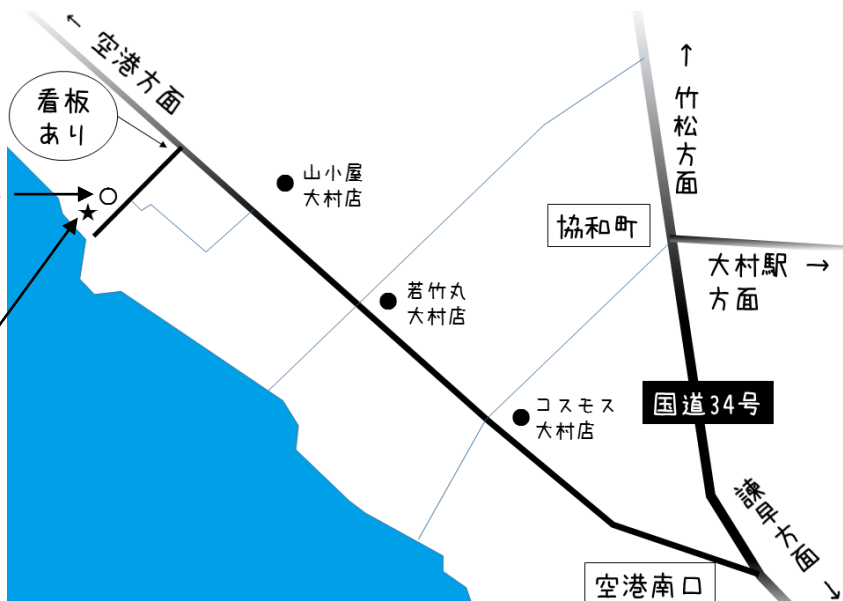 ← 空港方面
看板
あり
山小屋
大村店
↑ 竹松方面
協和町
大村駅 →
方面
若竹丸
大村店
コスモス
大村店
国道34号
諫早方面 →
空港南口